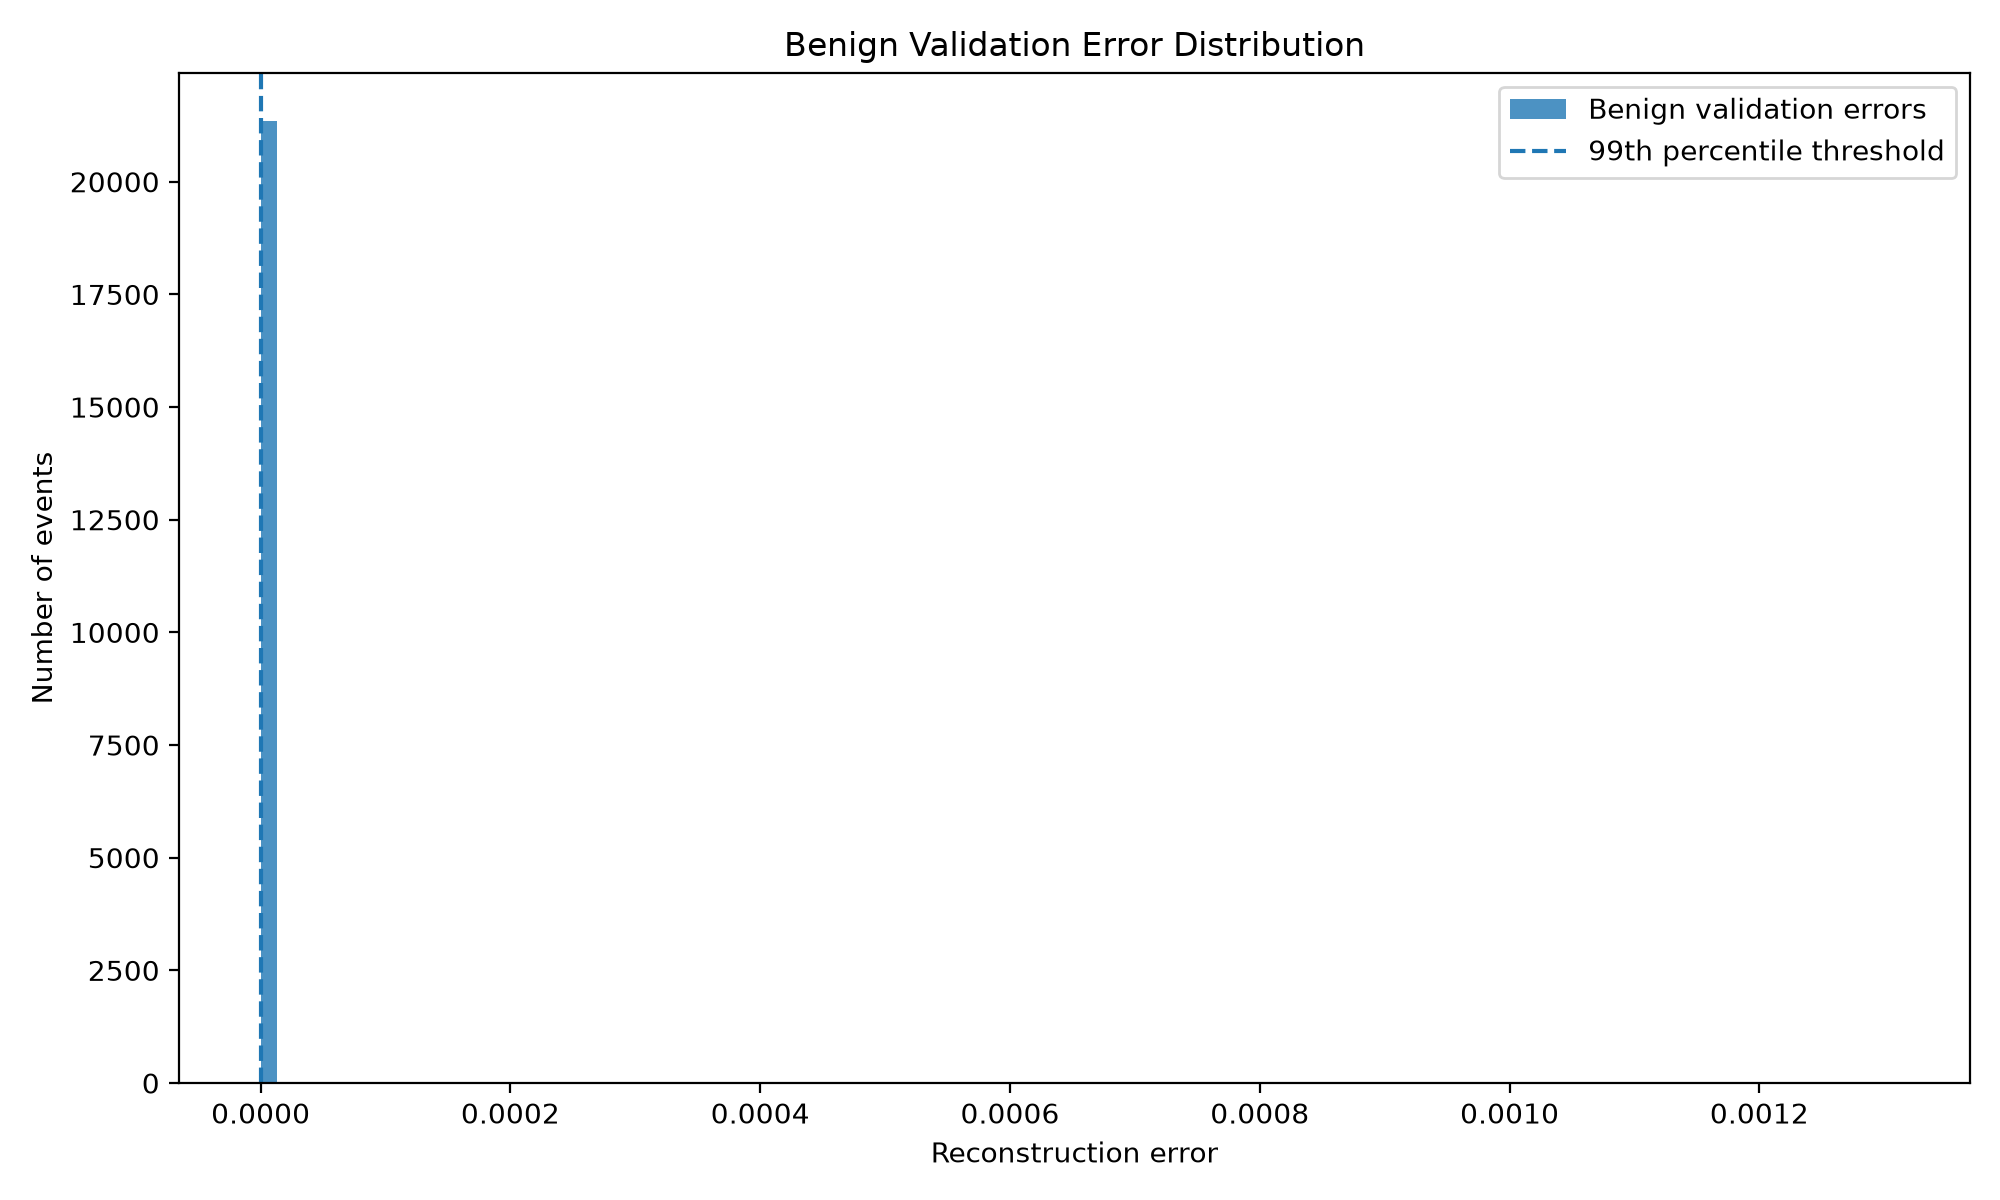 Benign Validation Error Distribution
Benign validation errors
99th percentile threshold
Number of events
20000
17500
15000
12500
10000
7500
5000
2500
0
0.0000 0.0002 0.0004 0.0006 0.0008 0.0010 0.0012
Reconstruction error